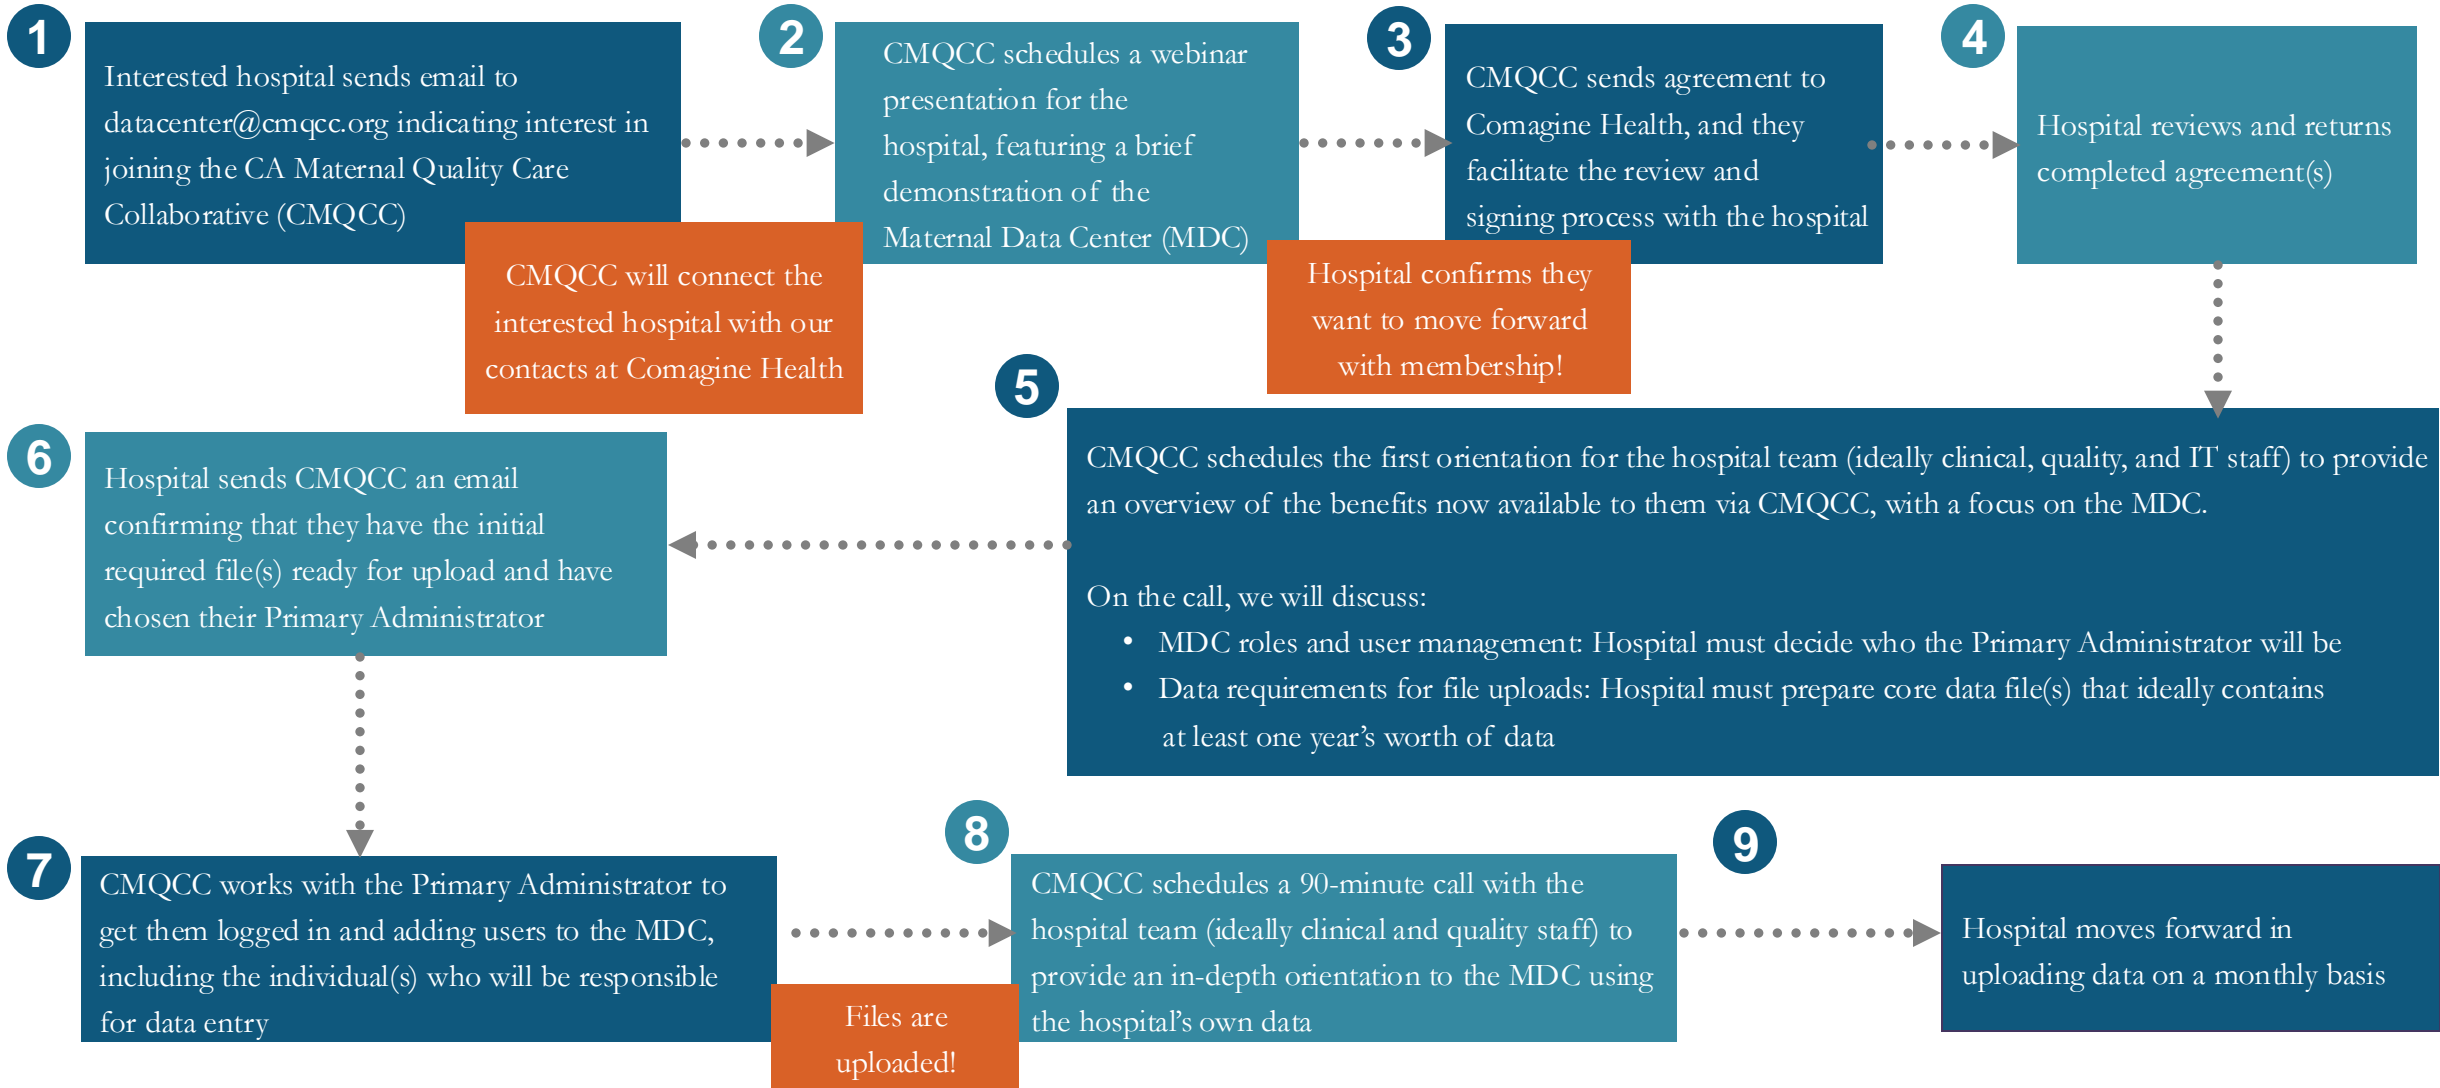 1
Interested hospital sends email to
datacenter@cmqcc.org indicating interest in
joining the CA Maternal Quality Care
Collaborative (CMQCC)
CMQCC will connect the
interested hospital with our
contacts at Comagine Health
2
CMQCC schedules a webinar
presentation for the
hospital, featuring a brief
demonstration of the
Maternal Data Center (MDC)
Hospital confirms they
want to move forward
with membership!
3
CMQCC sends agreement to
Comagine Health, and they
facilitate the review and
signing process with the hospital
4
Hospital reviews and returns
completed agreement(s)
5
CMQCC schedules the first orientation for the hospital team (ideally clinical, quality, and IT staff) to provide
an overview of the benefits now available to them via CMQCC, with a focus on the MDC.
On the call, we will discuss:
• MDC roles and user management: Hospital must decide who the Primary Administrator will be
• Data requirements for file uploads: Hospital must prepare core data file(s) that ideally contains
at least one year’s worth of data
6
Hospital sends CMQCC an email
confirming that they have the initial
required file(s) ready for upload and have
chosen their Primary Administrator
7
CMQCC works with the Primary Administrator to
get them logged in and adding users to the MDC,
including the individual(s) who will be responsible
for data entry
Files are
uploaded!
8
CMQCC schedules a 90-minute call with the
hospital team (ideally clinical and quality staff) to
provide an in-depth orientation to the MDC using
the hospital’s own data
9
Hospital moves forward in
uploading data on a monthly basis